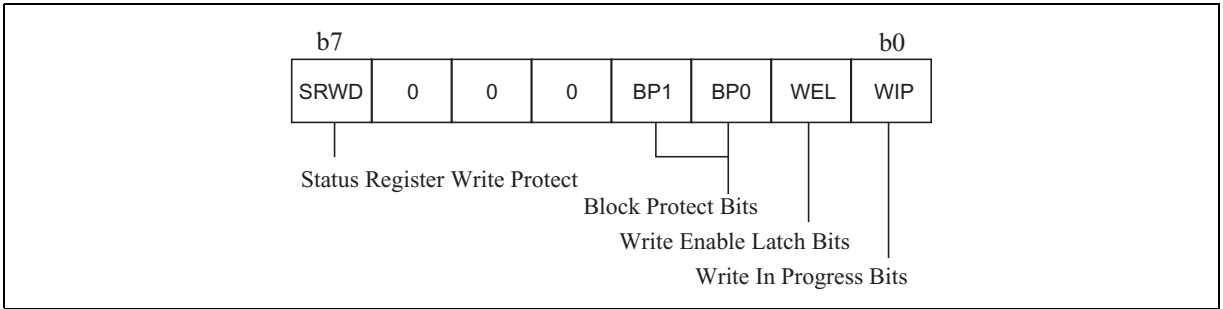 b7 b0
SRWD 0 0 0 BP1 BP0 WEL WIP
Status Register Write Protect
Block Protect Bits
Write Enable Latch Bits
Write In Progress Bits